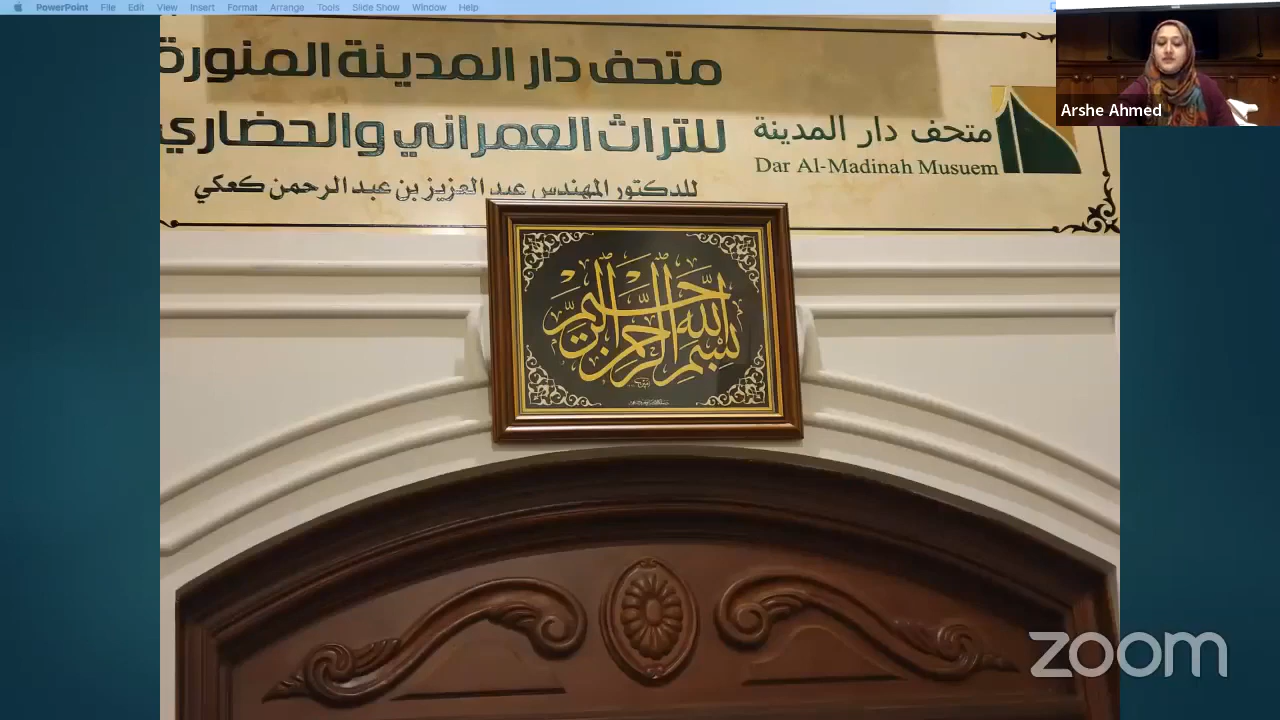 PowerPoint File Edit View Insert Format Arrange Tools Slide Show Window Help
Arshe Ahmed
متحف دار المدينة المنورة
للتراث العمراني والحضاري
للدكتور المهندس عبد العزيز بن عبد الرحمن كعكي
متحف دار المدينة
Dar Al-Madinah Musuem
بسم الله الرحمن الرحيم
zoom